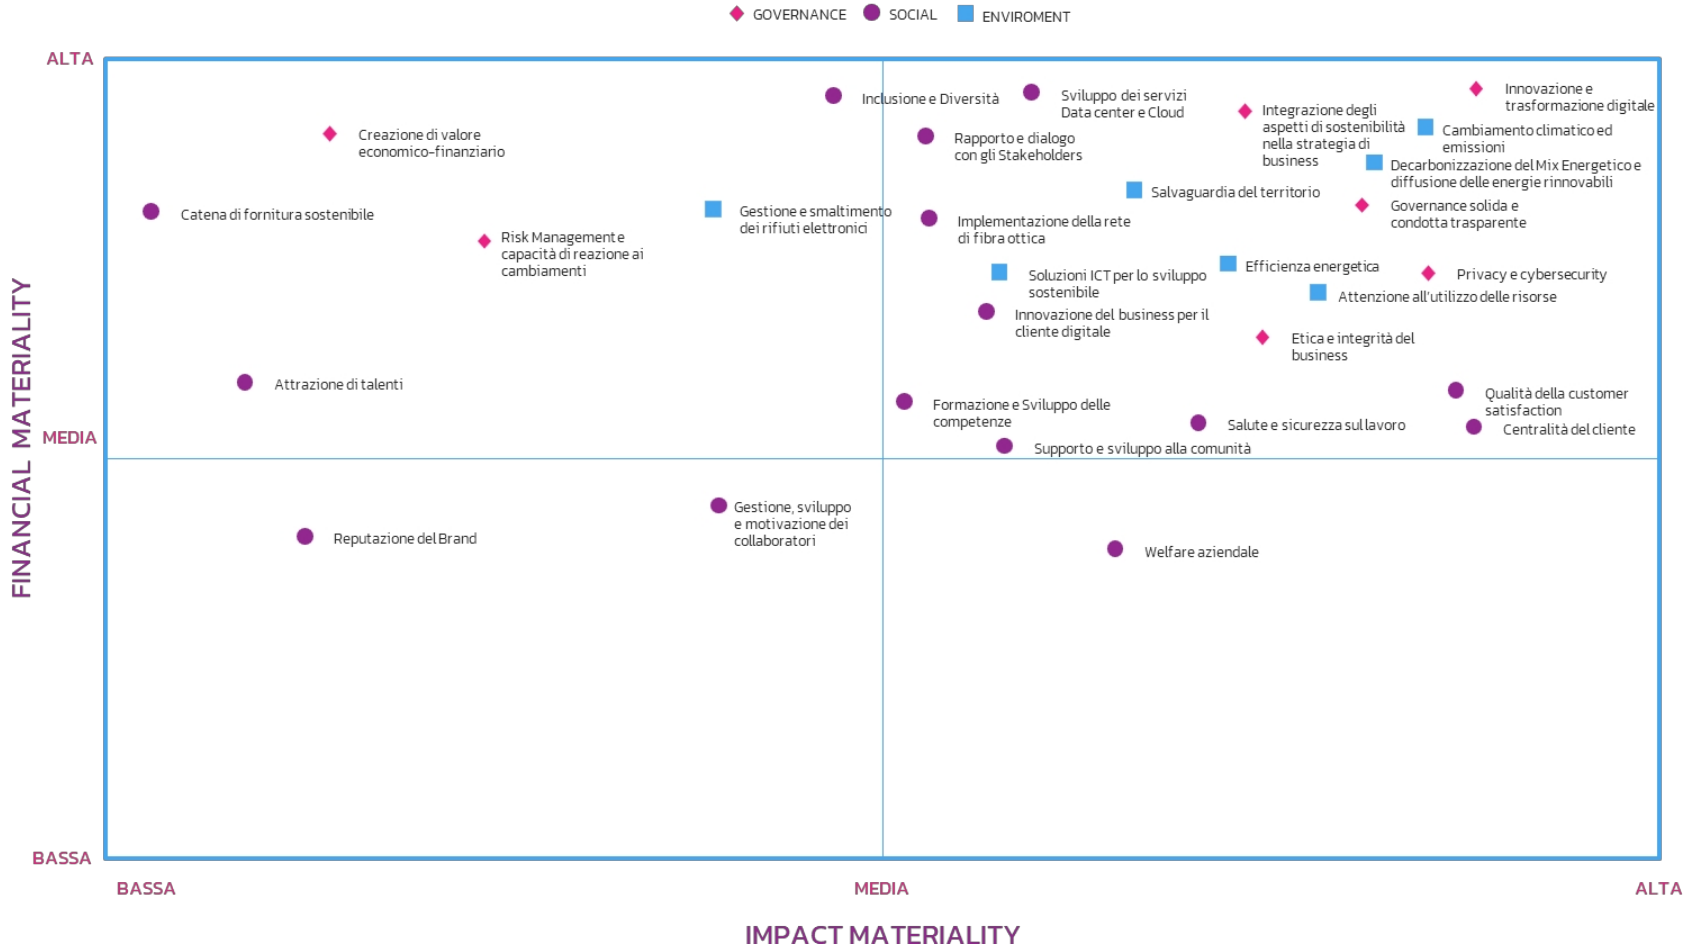 GOVERNANCE
SOCIAL
ENVIROMENT
ALTA
Innovazione e
trasformazione digitale
Inclusione e Diversità
Sviluppo dei servizi
Data center e Cloud
Integrazione degli
aspetti di sostenibilità
nella strategia di
business
Cambiamento climatico ed
emissioni
Creazione di valore
economico-finanziario
Rapporto e dialogo
con gli Stakeholders
Decarbonizzazione del Mix Energetico e
diffusione delle energie rinnovabili
Salvaguardia del territorio
Governance solida e
condotta trasparente
Catena di fornitura sostenibile
Gestione e smaltimento
dei rifiuti elettronici
Implementazione della rete
di fibra ottica
Risk Management e
capacità di reazione ai
cambiamenti
Soluzioni ICT per lo sviluppo
sostenibile
Efficienza energetica
Privacy e cybersecurity
Attenzione all'utilizzo delle risorse
Innovazione del business per il
cliente digitale
Etica e integrità del
business
Attrazione di talenti
Qualità della customer
satisfaction
Formazione e Sviluppo delle
competenze
Salute e sicurezza sul lavoro
Centralità del cliente
MEDIA
Supporto e sviluppo alla comunità
Gestione, sviluppo
e motivazione dei
collaboratori
Reputazione del Brand
Welfare aziendale
FINANCIAL MATERIALITY
BASSA
BASSA
MEDIA
ALTA
IMPACT MATERIALITY